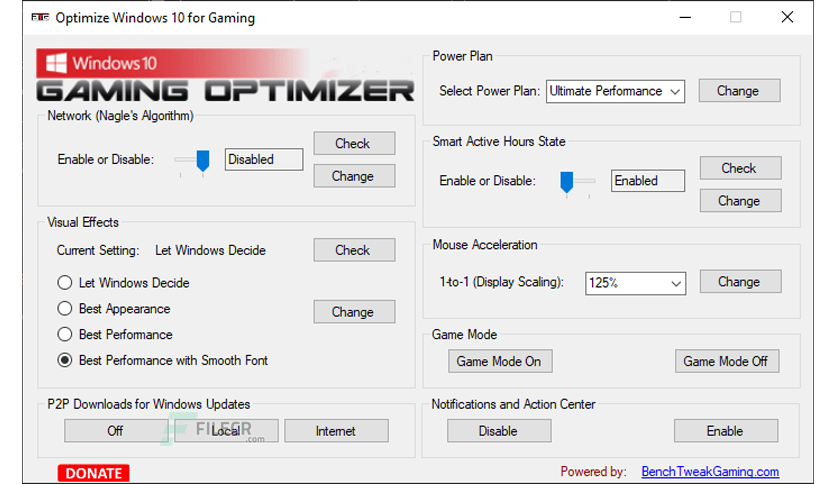 Optimize Windows 10 for Gaming
Windows10
GAMING OPTIMIZER
Network (Nagle's Algorithm)
Enable or Disable:
Disabled
Check
Change
Visual Effects
Current Setting: Let Windows Decide
Check
Let Windows Decide
Best Appearance
Change
Best Performance
Best Performance with Smooth Font
P2P Downloads for Windows Updates
Off
Local
Internet
FILECR
.com
DONATE
Power Plan
Select Power Plan: Ultimate Performance
Change
Smart Active Hours State
Enable or Disable:
Enabled
Check
Change
Mouse Acceleration
1-to-1 (Display Scaling): 125%
Change
Game Mode
Game Mode On
Game Mode Off
Notifications and Action Center
Disable
Enable
Powered by: BenchTweakGaming.com